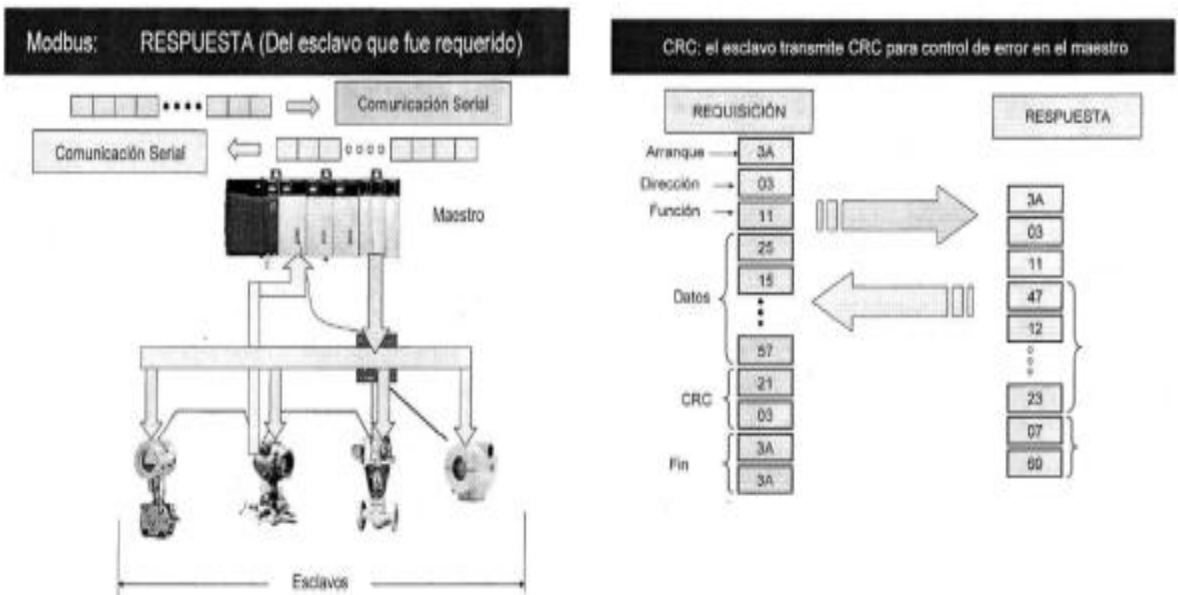 Modbus: RESPUESTA (Del esclavo que fue requerido)
Comunicación Serial
Comunicación Serial
Maestro
Esclavos
CRC: el esclavo transmite CRC para control de error en el maestro
REQUISICIÓN
RESPUESTA
Arranque
3A
Dirección
03
Función
11
Datos
25
15
57
CRC
21
03
Fin
3A
3A
3A
03
11
47
12
23
07
69